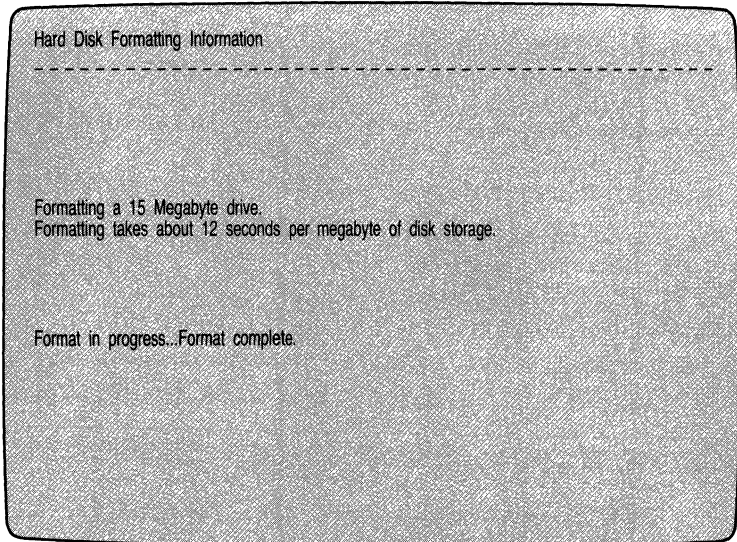 Hard Disk Formatting Information
Formatting a 15 Megabyte drive.
Formatting takes about 12 seconds per megabyte of disk storage.
Format in progress...Format complete.